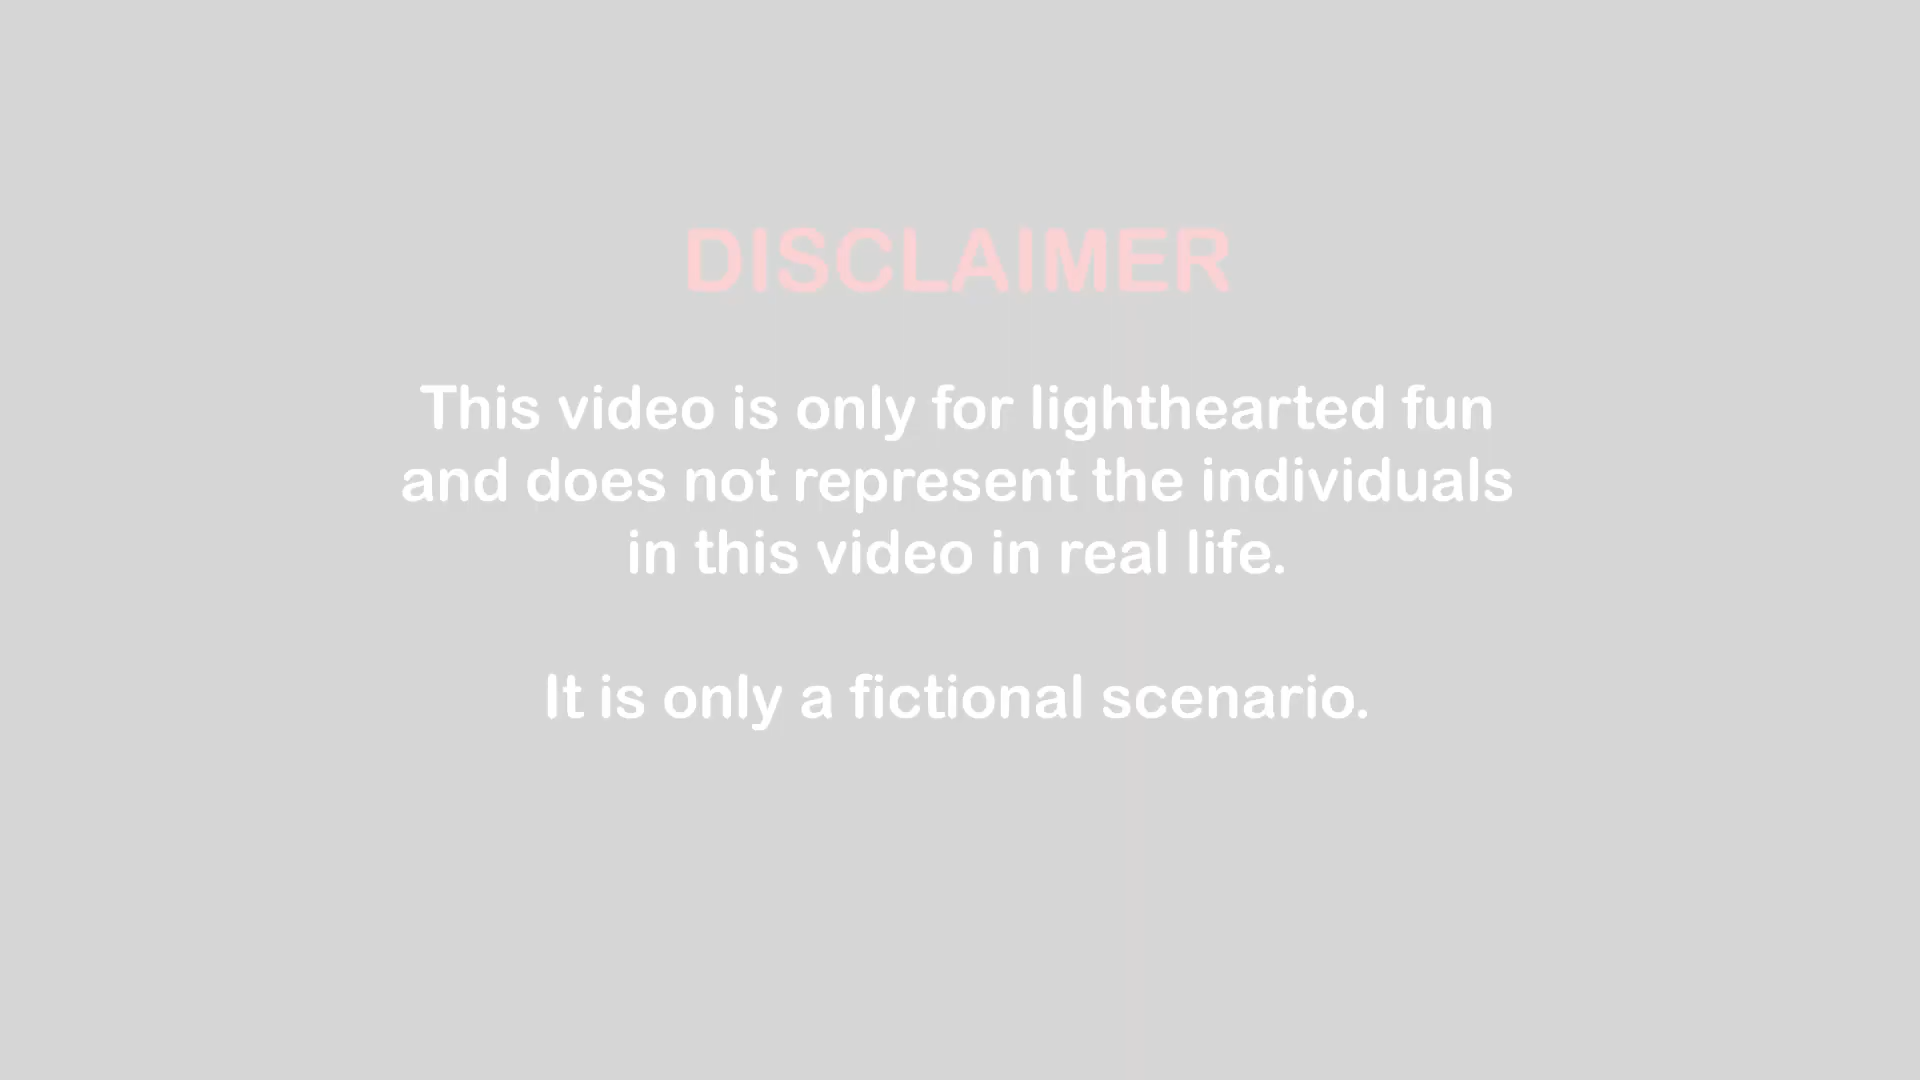 DISCLAIMER
This video is only for lighthearted fun
and does not represent the individuals
in this video in real life.
It is only a fictional scenario.